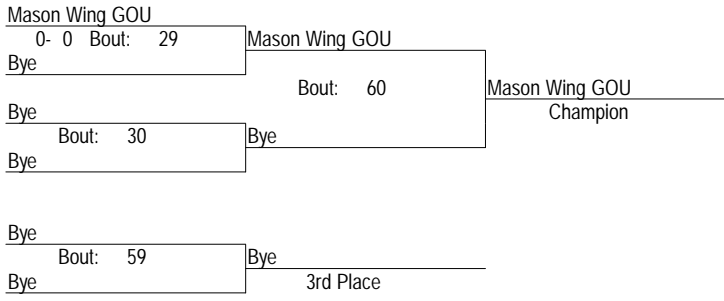 Mason Wing GOU
0- 0 Bout: 29 Mason Wing GOU
Bye
Bout: 60 Mason Wing GOU
Bye Champion
Bout: 30 Bye
Bye
Bye
Bout: 59 Bye
Bye 3rd Place